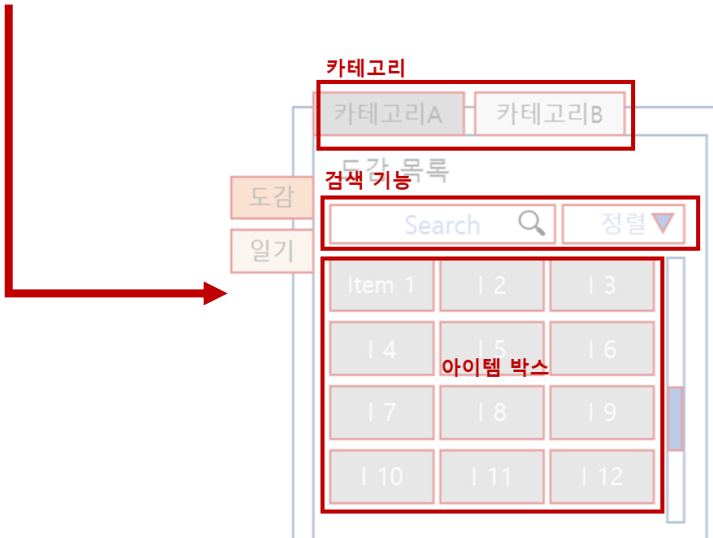 카테고리
카테고리A 카테고리B
도감 목록
검색 기능
도감
일기
Search 정렬
Item 1 I 2 I 3
I 4 I 5 I 6
아이템 박스
I 7 I 8 I 9
I 10 I 11 I 12